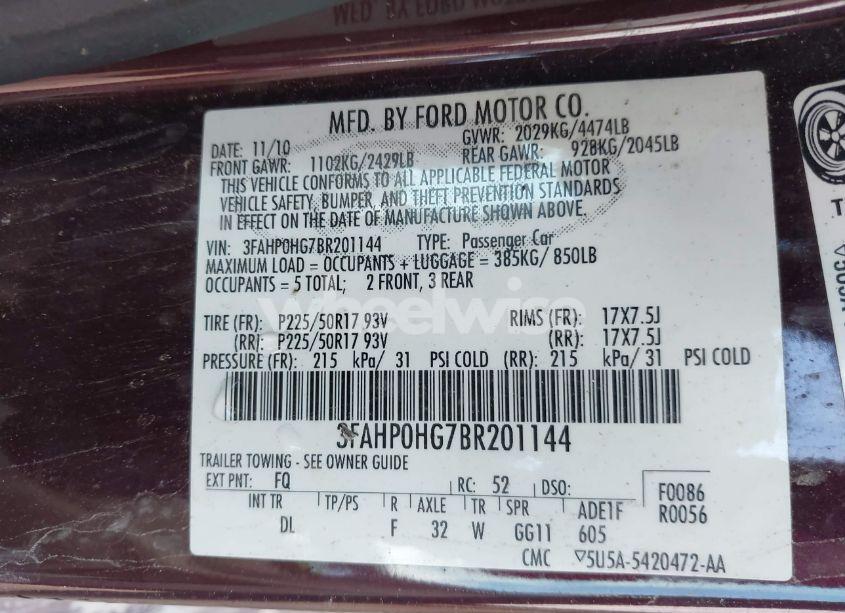 MFD. BY FORD MOTOR CO.
DATE: 11/10 GVWR: 2029KG/4474LB
FRONT GAWR: 1102KG/2429LB REAR GAWR: 928KG/2045LB
THIS VEHICLE CONFORMS TO ALL APPLICABLE FEDERAL MOTOR
VEHICLE SAFETY, BUMPER, AND THEFT PREVENTION STANDARDS
IN EFFECT ON THE DATE OF MANUFACTURE SHOWN ABOVE.
VIN: 3FAHP0HG7BR201144 TYPE: Passenger Car
MAXIMUM LOAD = OCCUPANTS + LUGGAGE = 385KG/ 850LB
OCCUPANTS = 5 TOTAL; 2 FRONT, 3 REAR
wheelwise
TIRE (FR): P225/50R17 93V RIMS (FR): 17X7.5J
(RR): P225/50R17 93V (RR): 17X7.5J
PRESSURE (FR): 215 kPa/ 31 PSI COLD (RR): 215 kPa/ 31 PSI COLD
3FAHP0HG7BR201144
TRAILER TOWING - SEE OWNER GUIDE
EXT PNT: FQ RC: 52 DSO: F0086
INT TR TP/PS R AXLE TR SPR ADE1F R0056
DL F 32 W GG11 605
CMC ▽5U5A-5420472-AA